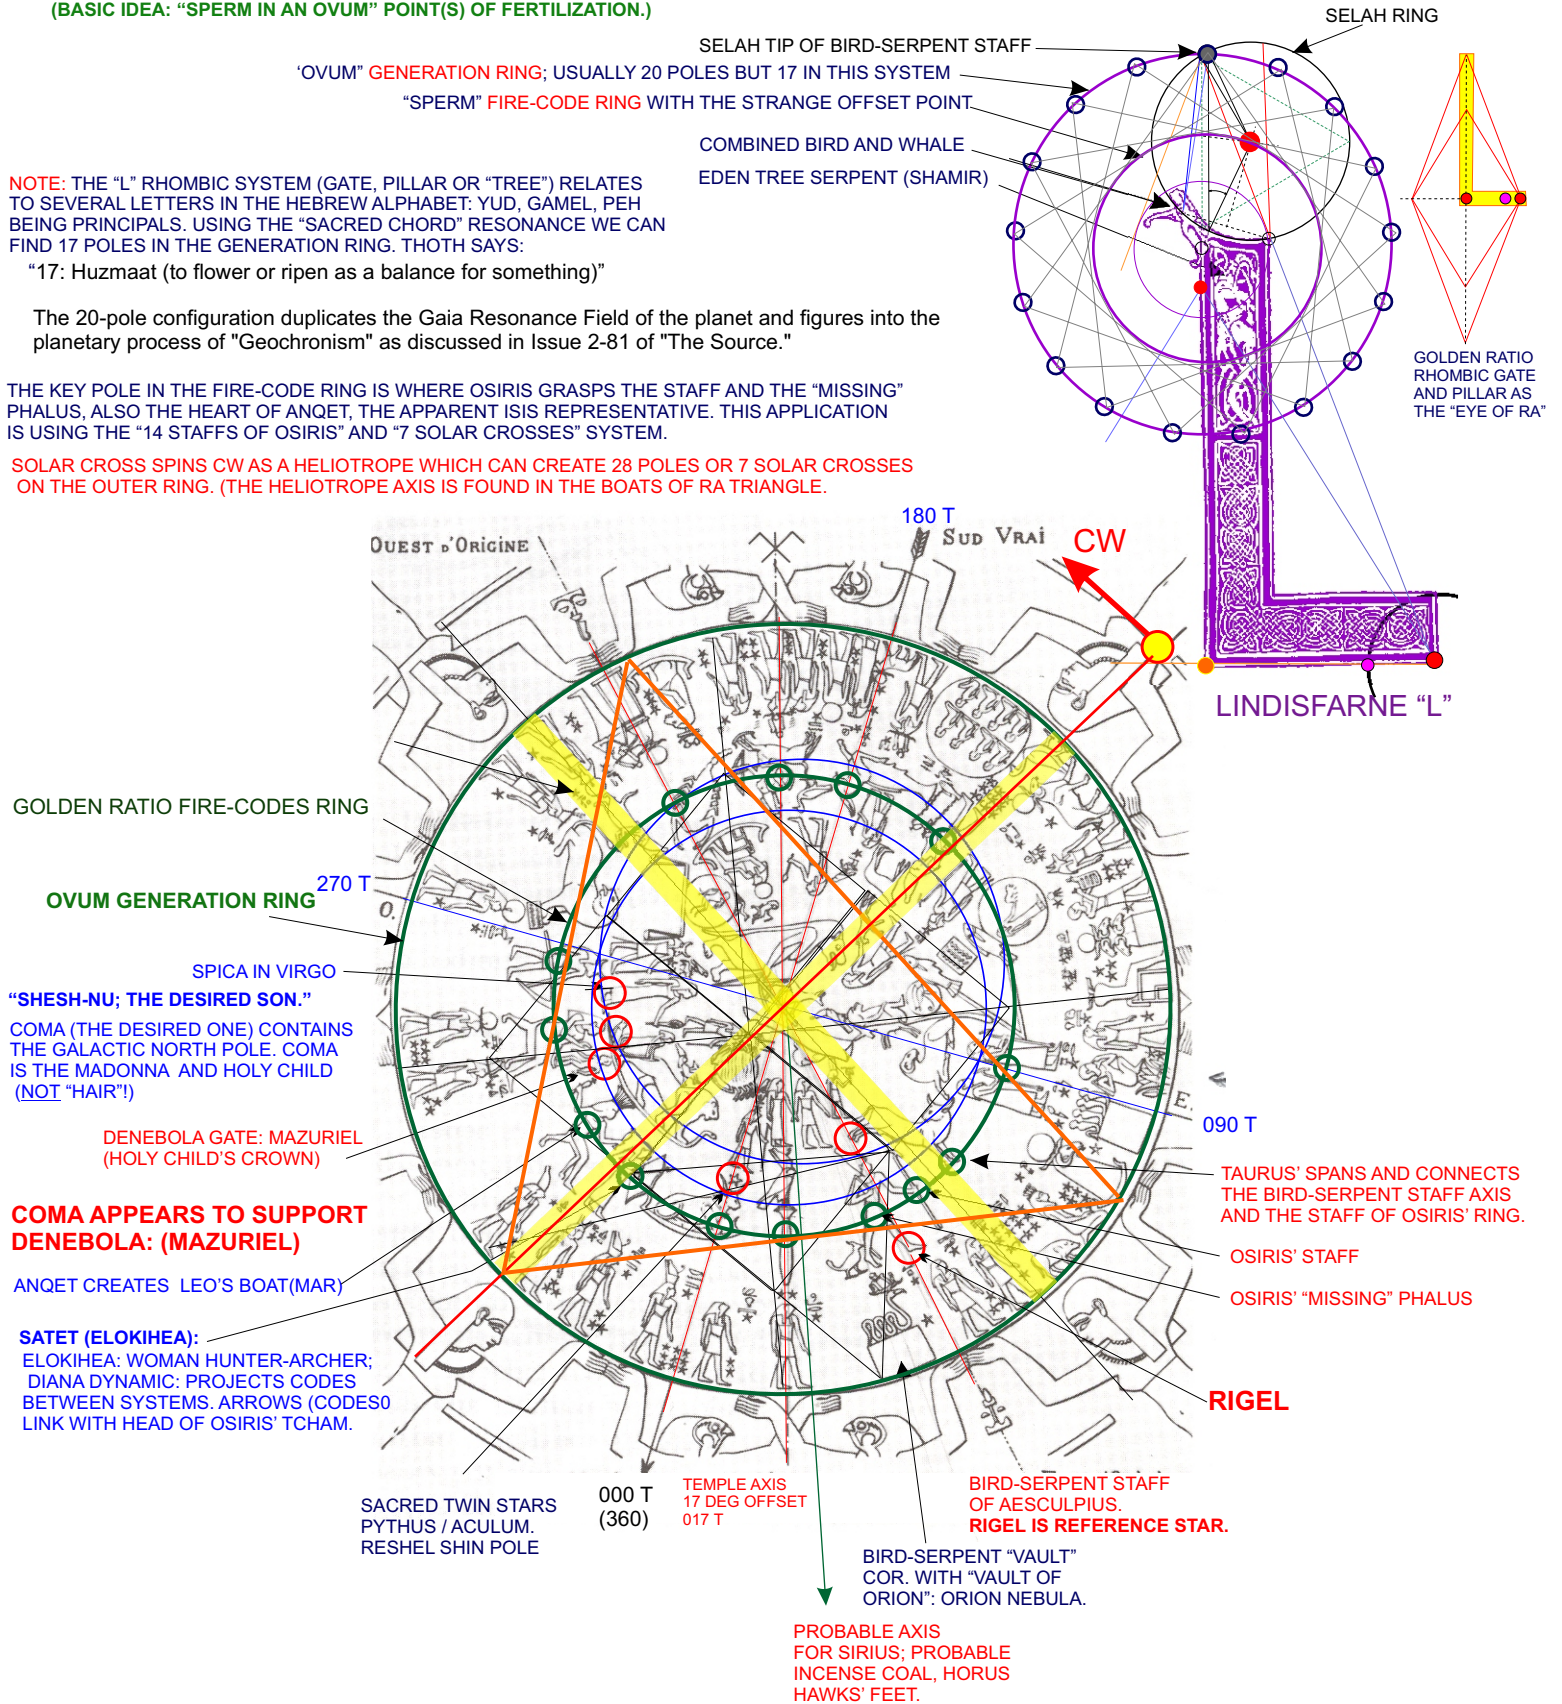 (BASIC IDEA: “SPERM IN AN OVUM” POINT(S) OF FERTILIZATION.)
SELAH RING
SELAH TIP OF BIRD-SERPENT STAFF
‘OVUM” GENERATION RING; USUALLY 20 POLES BUT 17 IN THIS SYSTEM
“SPERM” FIRE-CODE RING WITH THE STRANGE OFFSET POINT
COMBINED BIRD AND WHALE
EDEN TREE SERPENT (SHAMIR)
NOTE: THE “L” RHOMBIC SYSTEM (GATE, PILLAR OR “TREE”) RELATES
TO SEVERAL LETTERS IN THE HEBREW ALPHABET: YUD, GAMEL, PEH
BEING PRINCIPALS. USING THE “SACRED CHORD” RESONANCE WE CAN
FIND 17 POLES IN THE GENERATION RING. THOTH SAYS:
“17: Huzmaat (to flower or ripen as a balance for something)”
The 20-pole configuration duplicates the Gaia Resonance Field of the planet and figures into the
planetary process of "Geochronism" as discussed in Issue 2-81 of "The Source."
GOLDEN RATIO
RHOMBIC GATE
AND PILLAR AS
THE “EYE OF RA”
THE KEY POLE IN THE FIRE-CODE RING IS WHERE OSIRIS GRASPS THE STAFF AND THE “MISSING”
PHALUS, ALSO THE HEART OF ANQET, THE APPARENT ISIS REPRESENTATIVE. THIS APPLICATION
IS USING THE “14 STAFFS OF OSIRIS” AND “7 SOLAR CROSSES” SYSTEM.
SOLAR CROSS SPINS CW AS A HELIOTROPE WHICH CAN CREATE 28 POLES OR 7 SOLAR CROSSES
ON THE OUTER RING. (THE HELIOTROPE AXIS IS FOUND IN THE BOATS OF RA TRIANGLE.
180 T
OUEST D'ORIGINE
SUD VRAI
CW
LINDISFARNE “L”
GOLDEN RATIO FIRE-CODES RING
270 T
OVUM GENERATION RING
O.
SPICA IN VIRGO
“SHESH-NU; THE DESIRED SON.”
COMA (THE DESIRED ONE) CONTAINS
THE GALACTIC NORTH POLE. COMA
IS THE MADONNA AND HOLY CHILD
(NOT “HAIR”!)
E.
090 T
DENEBOLA GATE: MAZURIEL
(HOLY CHILD’S CROWN)
TAURUS’ SPANS AND CONNECTS
THE BIRD-SERPENT STAFF AXIS
AND THE STAFF OF OSIRIS’ RING.
COMA APPEARS TO SUPPORT
DENEBOLA: (MAZURIEL)
OSIRIS’ STAFF
ANQET CREATES LEO’S BOAT(MAR)
OSIRIS’ “MISSING” PHALUS
SATET (ELOKIHEA):
ELOKIHEA: WOMAN HUNTER-ARCHER;
DIANA DYNAMIC: PROJECTS CODES
BETWEEN SYSTEMS. ARROWS (CODES0
LINK WITH HEAD OF OSIRIS’ TCHAM.
RIGEL
SACRED TWIN STARS
PYTHUS / ACULUM.
RESHEL SHIN POLE
000 T
(360)
TEMPLE AXIS
17 DEG OFFSET
017 T
BIRD-SERPENT STAFF
OF AESCULPIUS.
RIGEL IS REFERENCE STAR.
BIRD-SERPENT “VAULT”
COR. WITH “VAULT OF
ORION”: ORION NEBULA.
PROBABLE AXIS
FOR SIRIUS; PROBABLE
INCENSE COAL, HORUS
HAWKS’ FEET.